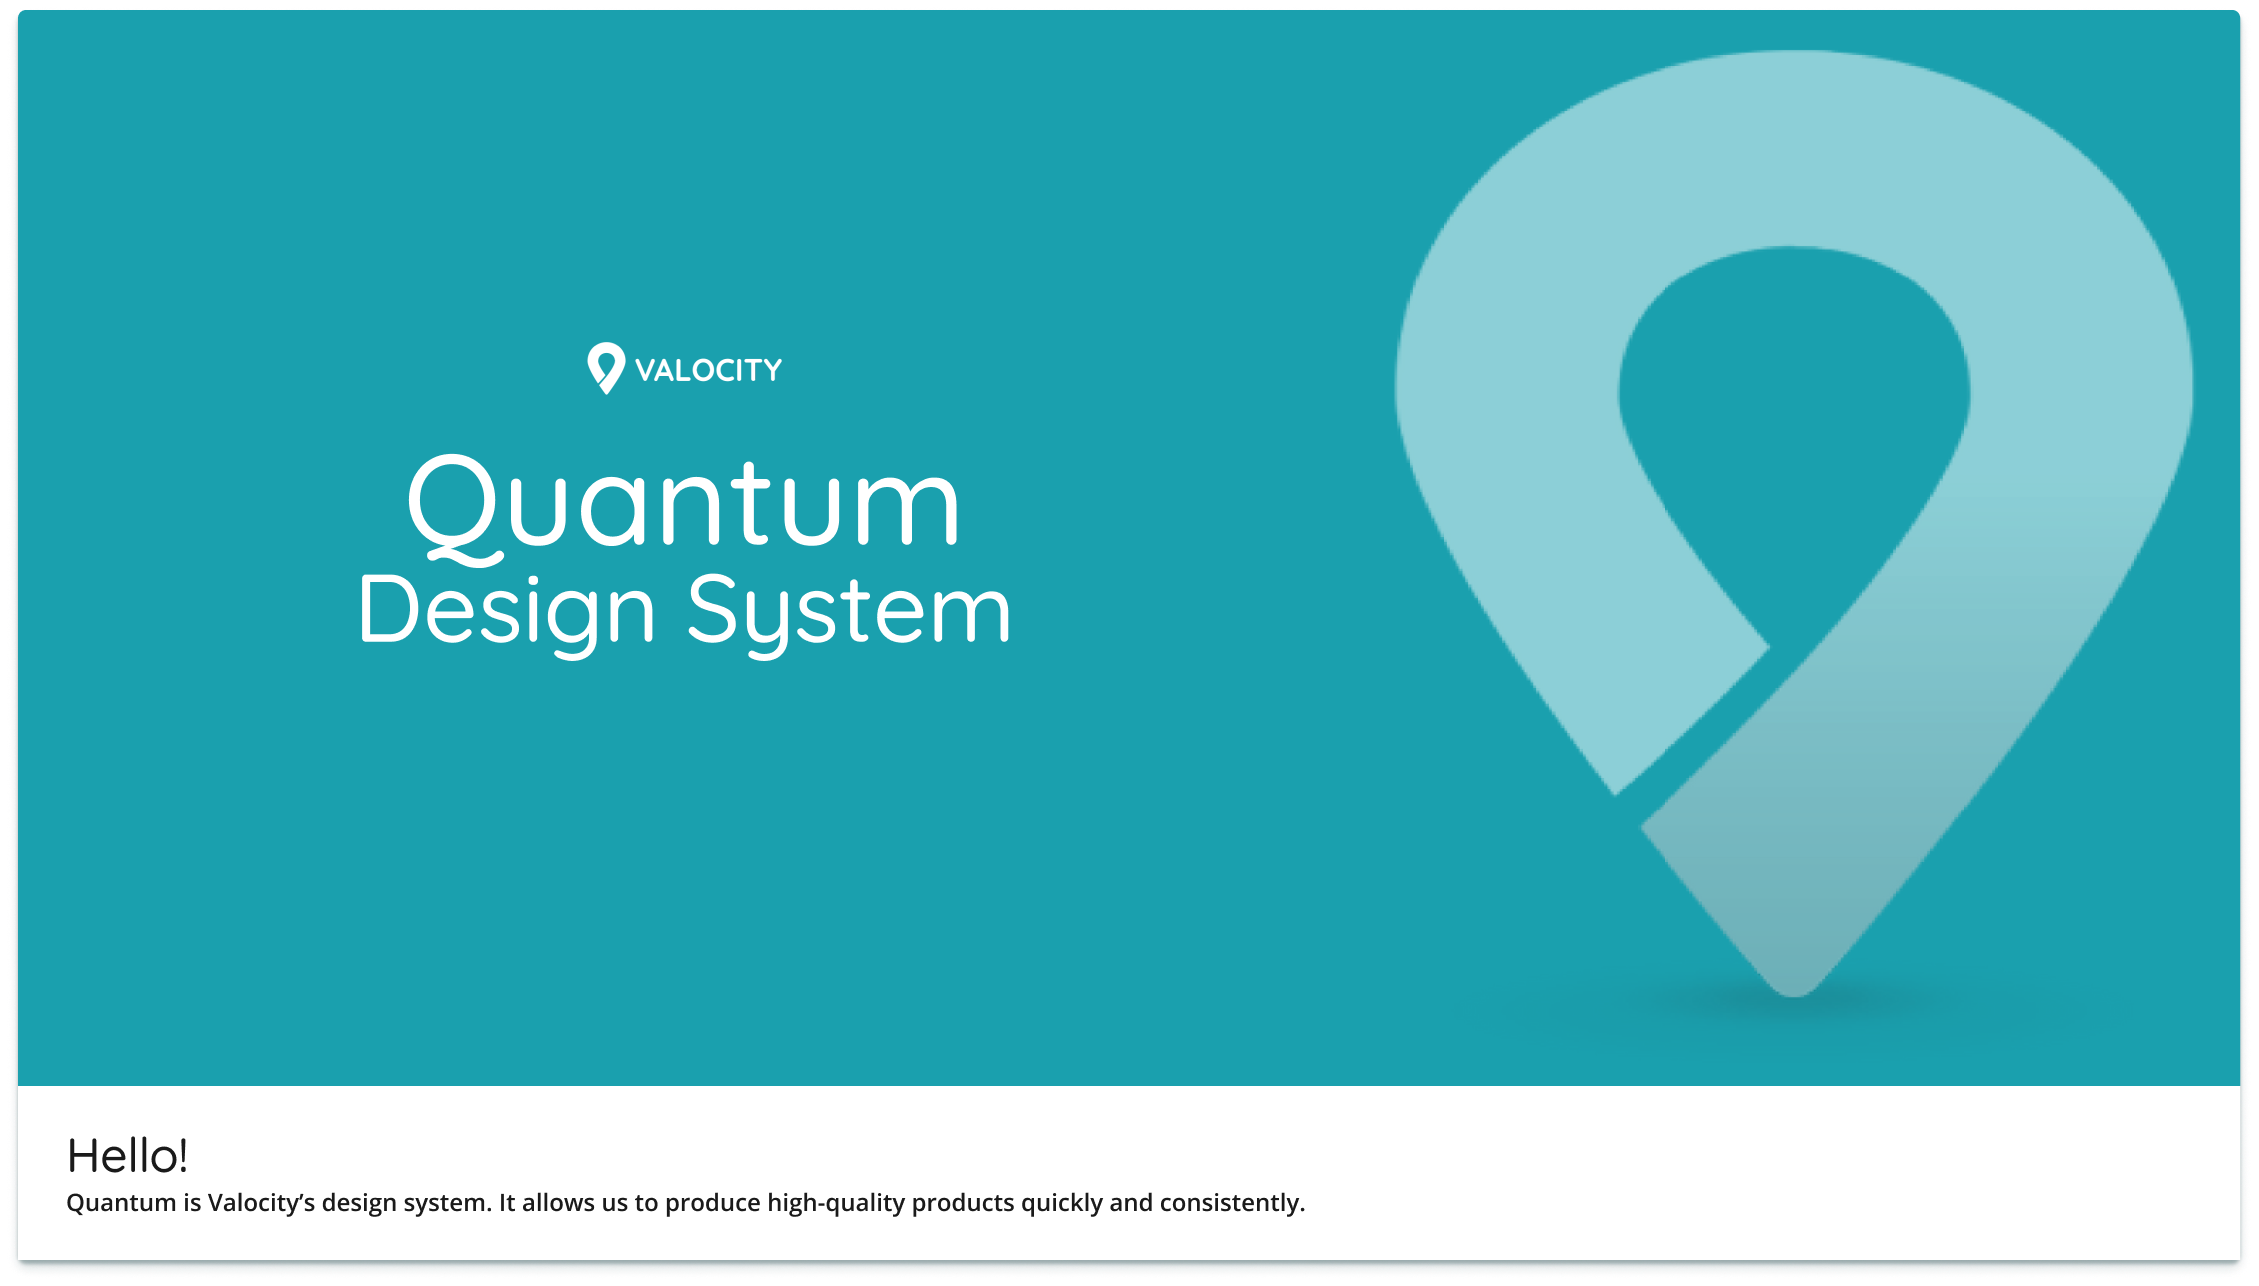 VALOCITY
Quantum
Design System
Hello!
Quantum is Valocity’s design system. It allows us to produce high-quality products quickly and consistently.